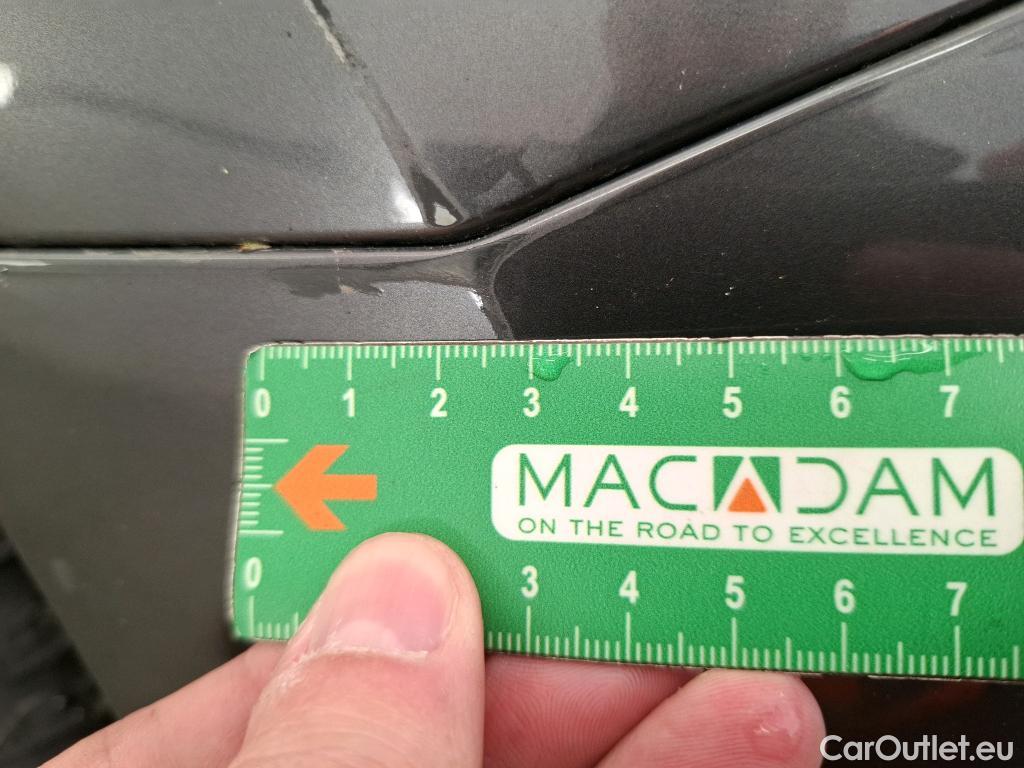 0 1 2 3 4 5 6 7
MACADAM
ON THE ROAD TO EXCELLENCE
0 3 4 5 6 7
CarOutlet.eu